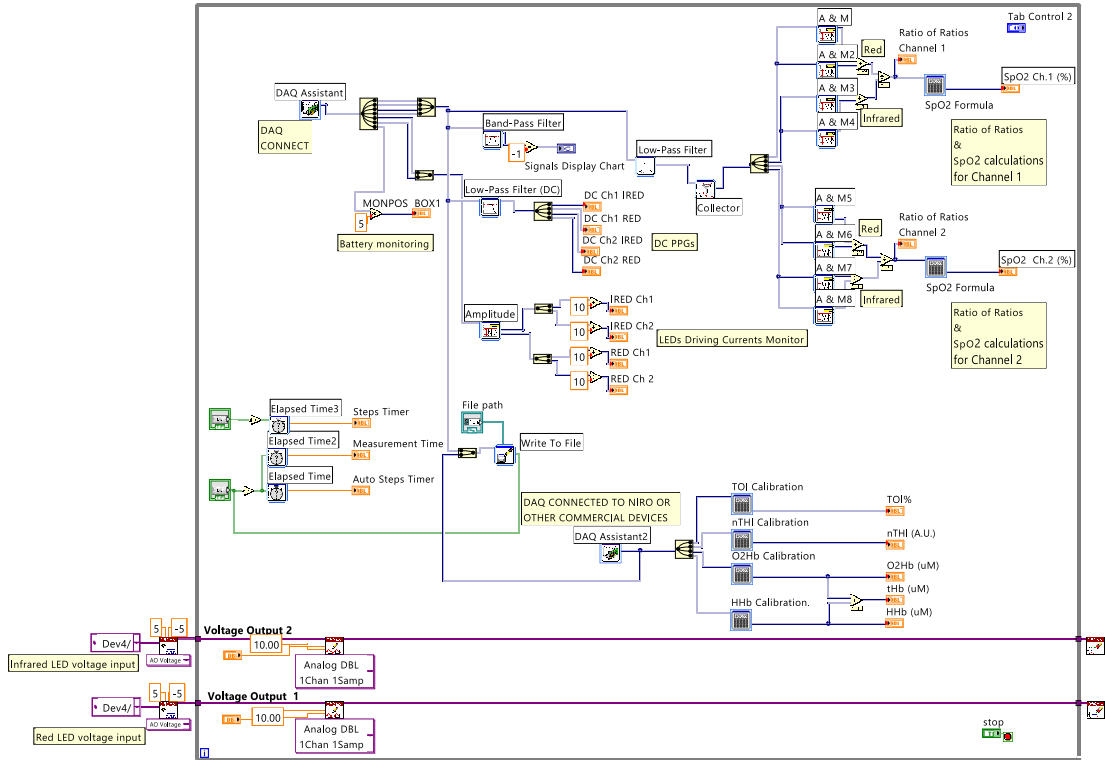 Tab Control 2
A & M
Ratio of Ratios
Channel 1
Red
A & M2
SpO2 Ch.1 (%)
A & M3
SpO2 Formula
Infrared
A & M4
DAQ Assistant
DAQ
CONNECT
Band-Pass Filter
-1
Signals Display Chart
Low-Pass Filter
Ratio of Ratios
&
SpO2 calculations
for Channel 1
Low-Pass Filter (DC)
Collector
MONPOS_BOX1
5
Battery monitoring
DC Ch1 IRED
DC Ch1 RED
DC Ch2 IRED
DC Ch2 RED
DC PPGs
A & M5
Ratio of Ratios
Channel 2
Red
A & M6
SpO2 Ch.2 (%)
A & M7
SpO2 Formula
Infrared
A & M8
Amplitude
10
IRED Ch1
10
IRED Ch2
10
RED Ch1
10
RED Ch 2
LEDs Driving Currents Monitor
Ratio of Ratios
&
SpO2 calculations
for Channel 2
Elapsed Time3
Steps Timer
Elapsed Time2
Measurement Time
Elapsed Time
Auto Steps Timer
File path
Write To File
DAQ CONNECTED TO NIRO OR
OTHER COMMERCIAL DEVICES
DAQ Assistant2
TOI Calibration
TOI%
nTHI Calibration
nTHI (A.U.)
O2Hb Calibration
O2Hb (uM)
tHb (uM)
HHb Calibration.
HHb (uM)
5
-5
Voltage Output 2
Dev4/
10.00
AO Voltage
Infrared LED voltage input
Analog DBL
1Chan 1Samp
5
-5
Voltage Output 1
Dev4/
10.00
AO Voltage
Red LED voltage input
Analog DBL
1Chan 1Samp
stop
i